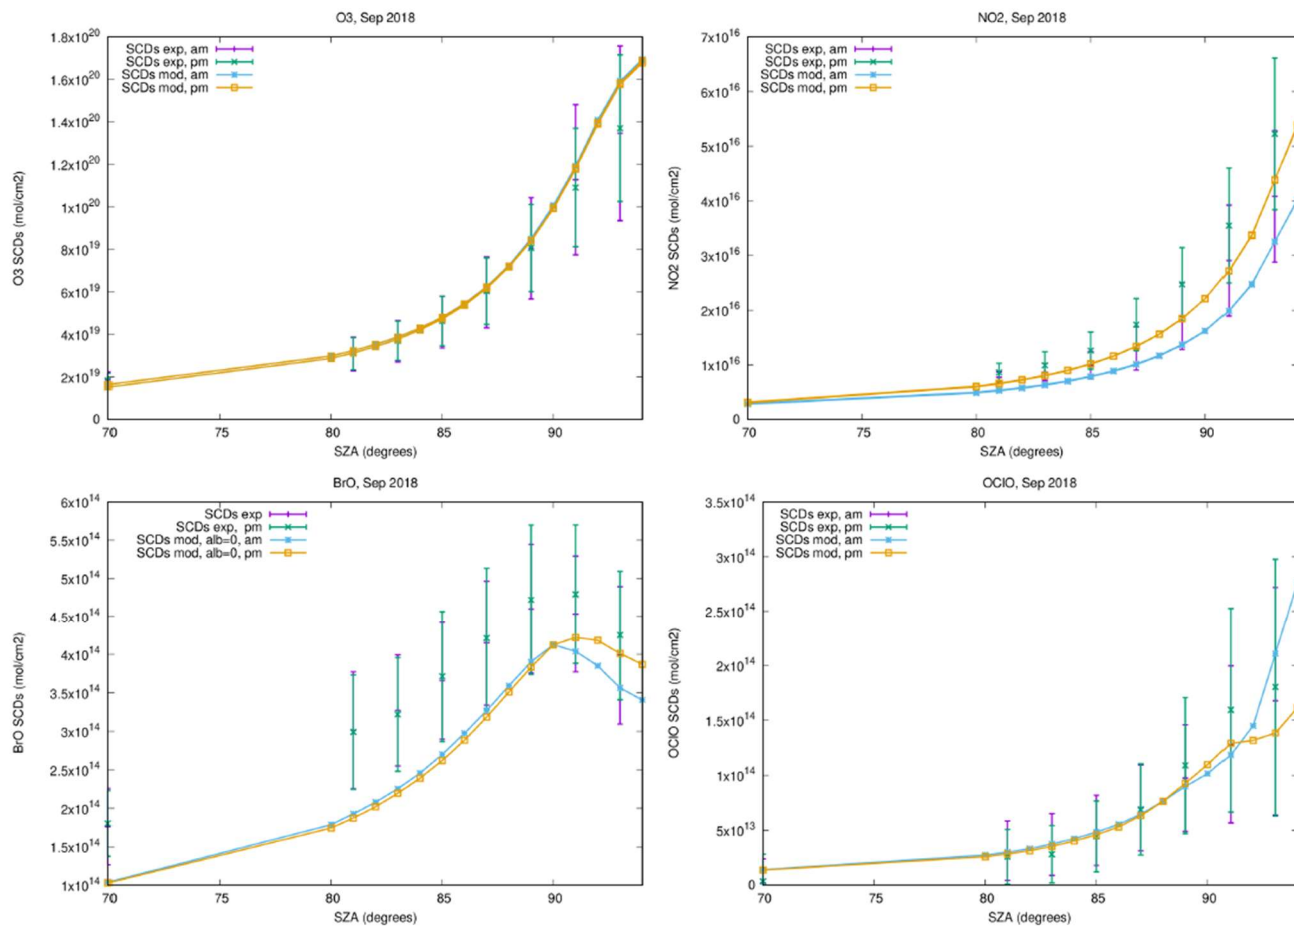 O3, Sep 2018
SCDs exp, am
SCDs exp, pm
SCDs mod, am
SCDs mod, pm
1.8x10^20
1.6x10^20
1.4x10^20
1.2x10^20
1x10^20
8x10^19
6x10^19
4x10^19
2x10^19
0
O3 SCDs (mol/cm2)
70 75 80 85 90
SZA (degrees)
NO2, Sep 2018
SCDs exp, am
SCDs exp, pm
SCDs mod, am
SCDs mod, pm
7x10^16
6x10^16
5x10^16
4x10^16
3x10^16
2x10^16
1x10^16
0
NO2 SCDs (mol/cm2)
70 75 80 85 90
SZA (degrees)
BrO, Sep 2018
SCDs exp
SCDs exp, pm
SCDs mod, alb=0, am
SCDs mod, alb=0, pm
6x10^14
5.5x10^14
5x10^14
4.5x10^14
4x10^14
3.5x10^14
3x10^14
2.5x10^14
2x10^14
1.5x10^14
1x10^14
BrO SCDs (mol/cm2)
70 75 80 85 90
SZA (degrees)
OClO, Sep 2018
SCDs exp, am
SCDs exp, pm
SCDs mod, am
SCDs mod, pm
3.5x10^14
3x10^14
2.5x10^14
2x10^14
1.5x10^14
1x10^14
5x10^13
0
OClO SCDs (mol/cm2)
70 75 80 85 90
SZA (degrees)